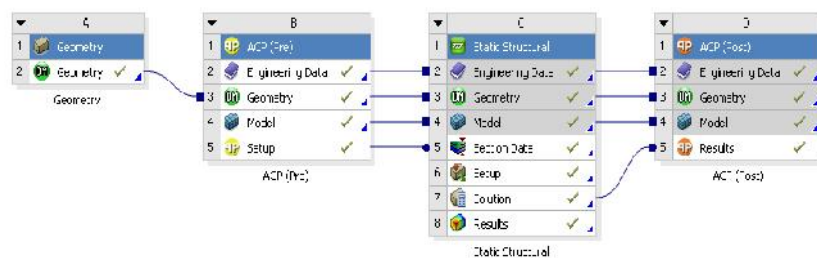 A
1 Geometry
2 Geometry
Geometry
B
1 ACP (Pre)
2 Engineering Data
3 Geometry
4 Model
5 Setup
ACP (Pre)
C
1 Static Structural
2 Engineering Data
3 Geometry
4 Model
5 Section Data
6 Setup
7 Solution
8 Results
Static Structural
D
1 ACP (Post)
2 Engineering Data
3 Geometry
4 Model
5 Results
ACP (Post)